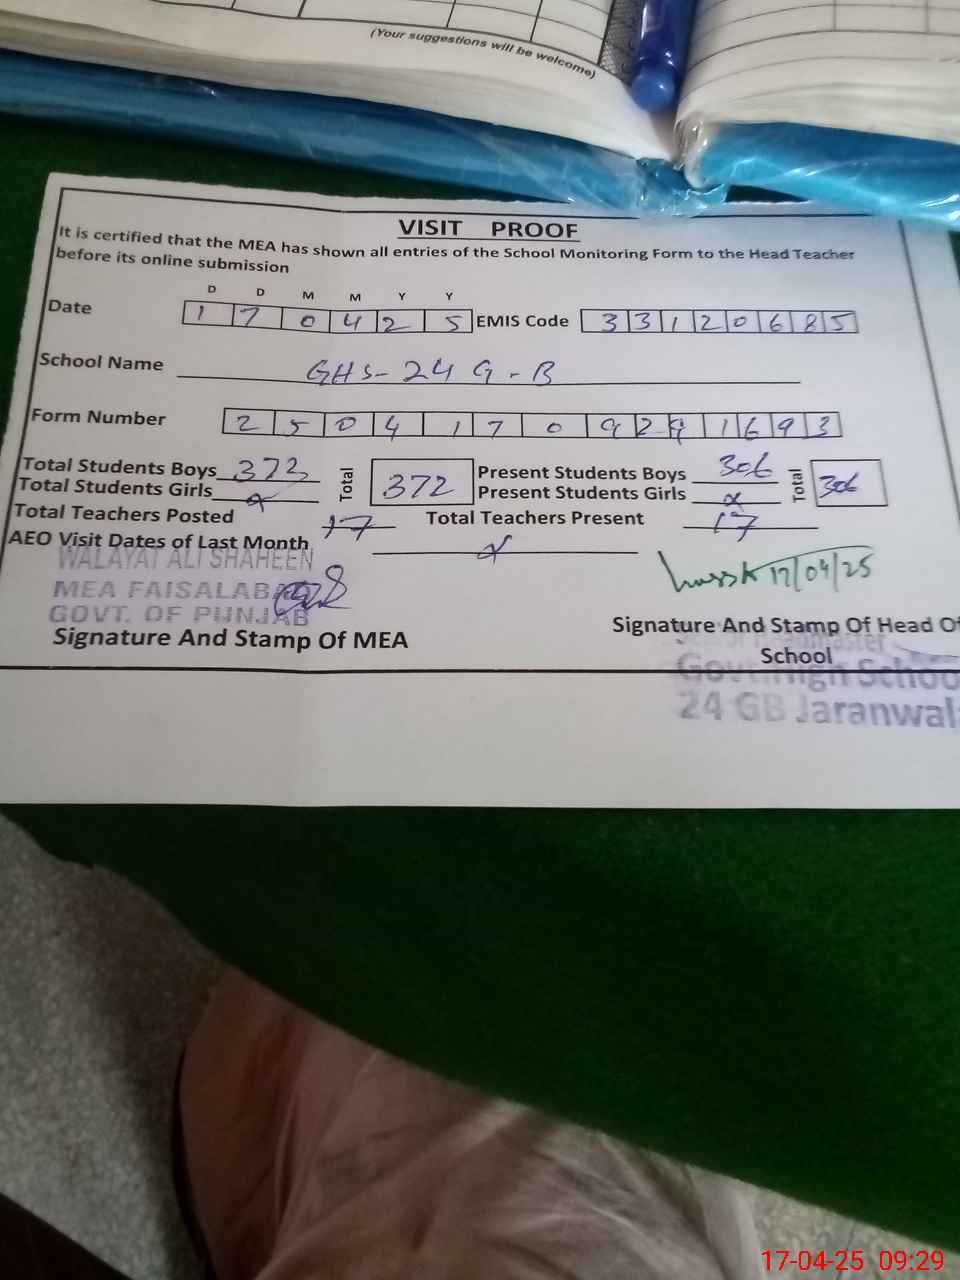 (Your suggestions will be welcome)
VISIT PROOF
It is certified that the MEA has shown all entries of the School Monitoring Form to the Head Teacher
before its online submission
D D M M Y Y
Date 1 7 0 4 2 5 EMIS Code 3 3 1 2 0 6 8 5
School Name GHS-24 G-B
Form Number 2 5 0 4 1 7 0 9 2 9 1 6 9 3
Total Students Boys 372 Total 372 Present Students Boys 306 Total 306
Total Students Girls x Present Students Girls x
Total Teachers Posted 17 Total Teachers Present 17
AEO Visit Dates of Last Month x
WALAYAT ALI SHAHEEN
MEA FAISALABAD
GOVT. OF PUNJAB
17/04/25
Signature And Stamp Of MEA
Signature And Stamp Of Head Of
School
Headmaster
Govt. High School
24 GB Jaranwal
17-04-25 09:29